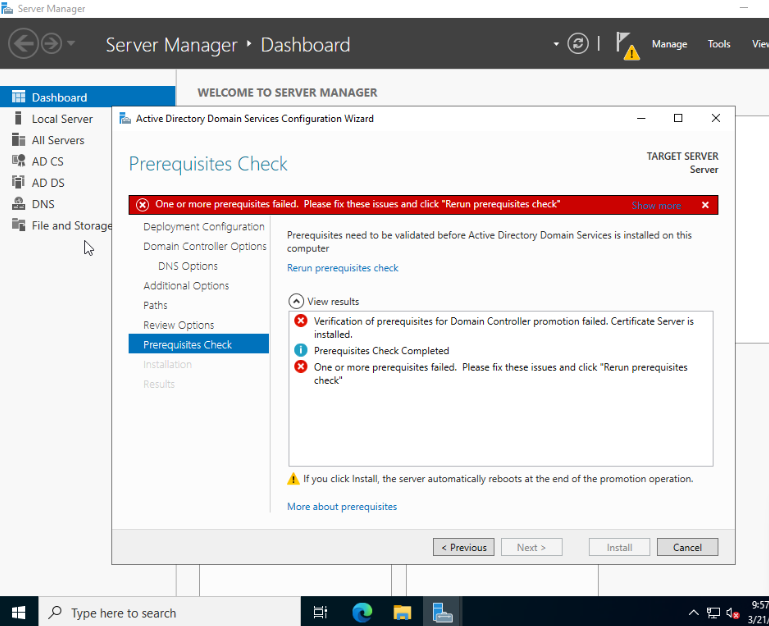 Server Manager
Server Manager • Dashboard
Manage Tools View
Dashboard
Local Server
All Servers
AD CS
AD DS
DNS
File and Storage
WELCOME TO SERVER MANAGER
Active Directory Domain Services Configuration Wizard
Prerequisites Check
TARGET SERVER
Server
One or more prerequisites failed. Please fix these issues and click "Rerun prerequisites check"
Show more
Deployment Configuration
Domain Controller Options
DNS Options
Additional Options
Paths
Review Options
Prerequisites Check
Installation
Results
Prerequisites need to be validated before Active Directory Domain Services is installed on this
computer
Rerun prerequisites check
View results
Verification of prerequisites for Domain Controller promotion failed. Certificate Server is
installed.
Prerequisites Check Completed
One or more prerequisites failed. Please fix these issues and click "Rerun prerequisites
check"
If you click Install, the server automatically reboots at the end of the promotion operation.
More about prerequisites
< Previous
Next >
Install
Cancel
Type here to search
9:57
3/21/